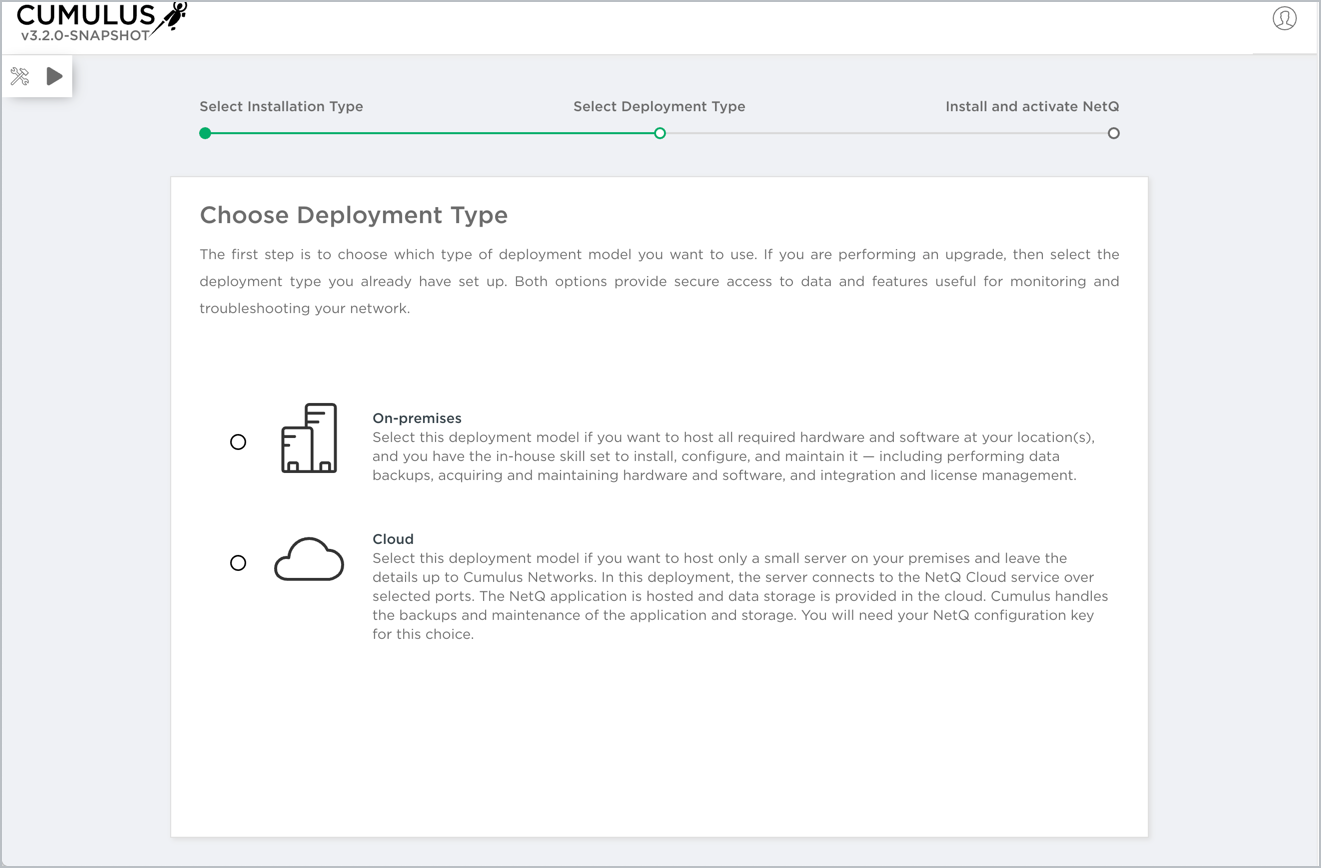 CUMULUS
v3.2.0-SNAPSHOT
Select Installation Type
Select Deployment Type
Install and activate NetQ
Choose Deployment Type
The first step is to choose which type of deployment model you want to use. If you are performing an upgrade, then select the
deployment type you already have set up. Both options provide secure access to data and features useful for monitoring and
troubleshooting your network.
On-premises
Select this deployment model if you want to host all required hardware and software at your location(s),
and you have the in-house skill set to install, configure, and maintain it — including performing data
backups, acquiring and maintaining hardware and software, and integration and license management.
Cloud
Select this deployment model if you want to host only a small server on your premises and leave the
details up to Cumulus Networks. In this deployment, the server connects to the NetQ Cloud service over
selected ports. The NetQ application is hosted and data storage is provided in the cloud. Cumulus handles
the backups and maintenance of the application and storage. You will need your NetQ configuration key
for this choice.